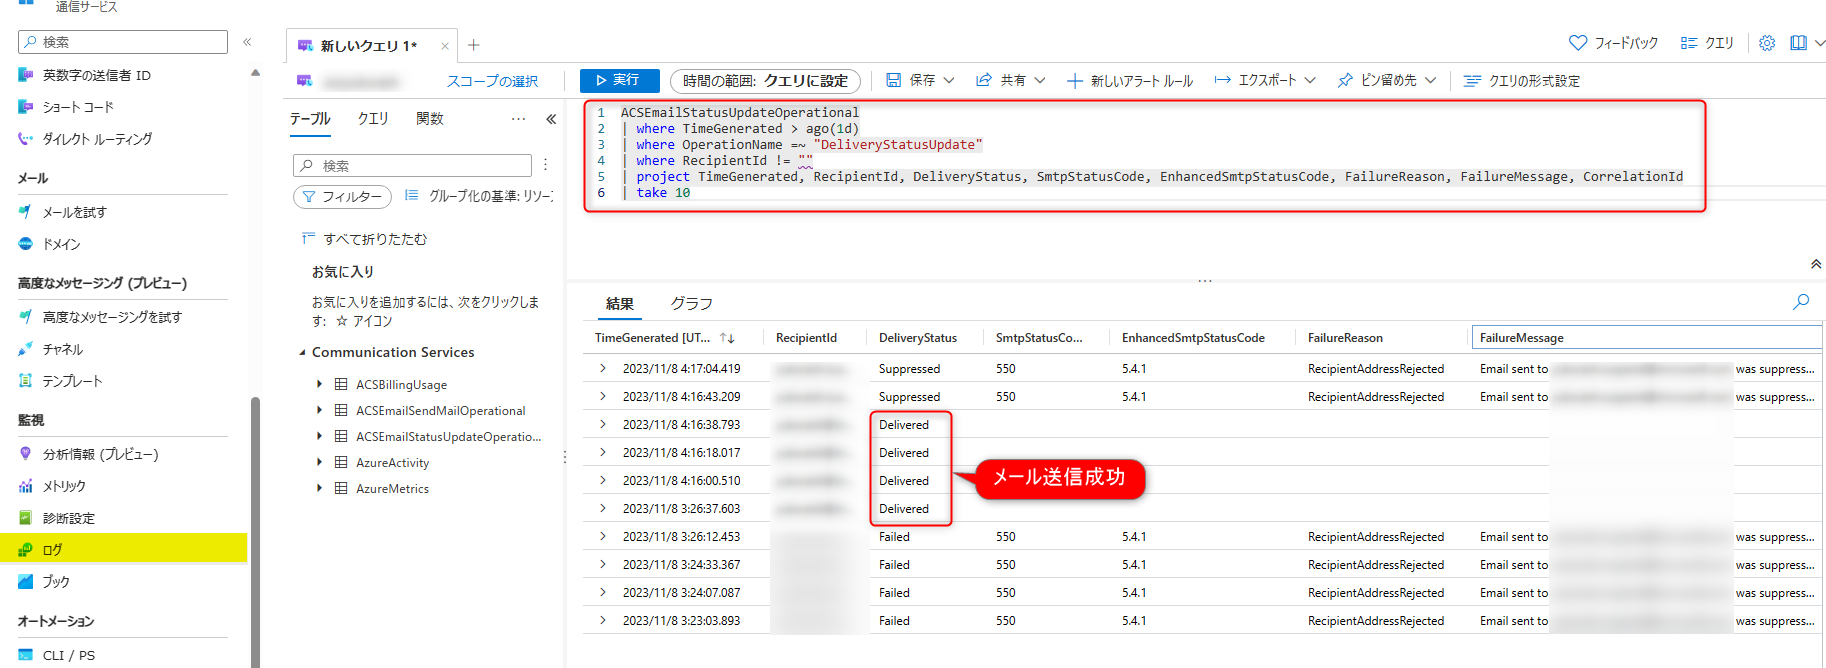 通信サービス
検索
«
英数字の送信者 ID
ショート コード
ダイレクト ルーティング
メール
メールを試す
ドメイン
高度なメッセージング (プレビュー)
高度なメッセージングを試す
チャネル
テンプレート
監視
分析情報 (プレビュー)
メトリック
診断設定
ログ
ブック
オートメーション
CLI / PS
新しいクエリ 1*
フィードバック
クエリ
スコープの選択
実行
時間の範囲: クエリに設定
保存
共有
新しいアラート ルール
エクスポート
ピン留め先
クエリの形式設定
テーブル
クエリ
関数
...
«
検索
フィルター
グループ化の基準: リソー
すべて折りたたむ
お気に入り
お気に入りを追加するには、次をクリックしま
す: ☆ アイコン
Communication Services
ACSBillingUsage
ACSEmailSendMailOperational
ACSEmailStatusUpdateOperatio...
AzureActivity
AzureMetrics
1 ACSEmailStatusUpdateOperational
2 | where TimeGenerated > ago(1d)
3 | where OperationName =~ "DeliveryStatusUpdate"
4 | where RecipientId != ""
5 | project TimeGenerated, RecipientId, DeliveryStatus, SmtpStatusCode, EnhancedSmtpStatusCode, FailureReason, FailureMessage, CorrelationId
6 | take 10
結果
グラフ
TimeGenerated [UT... RecipientId DeliveryStatus SmtpStatusCo... EnhancedSmtpStatusCode FailureReason FailureMessage
2023/11/8 4:17:04.419 Suppressed 550 5.4.1 RecipientAddressRejected Email sent to was suppress...
2023/11/8 4:16:43.209 Suppressed 550 5.4.1 RecipientAddressRejected Email sent to was suppress...
2023/11/8 4:16:38.793 Delivered
2023/11/8 4:16:18.017 Delivered
2023/11/8 4:16:00.510 Delivered
2023/11/8 3:26:37.603 Delivered
メール送信成功
2023/11/8 3:26:12.453 Failed 550 5.4.1 RecipientAddressRejected Email sent to was suppress...
2023/11/8 3:24:33.367 Failed 550 5.4.1 RecipientAddressRejected Email sent to was suppress...
2023/11/8 3:24:07.087 Failed 550 5.4.1 RecipientAddressRejected Email sent to was suppress...
2023/11/8 3:23:03.893 Failed 550 5.4.1 RecipientAddressRejected Email sent to was suppress...